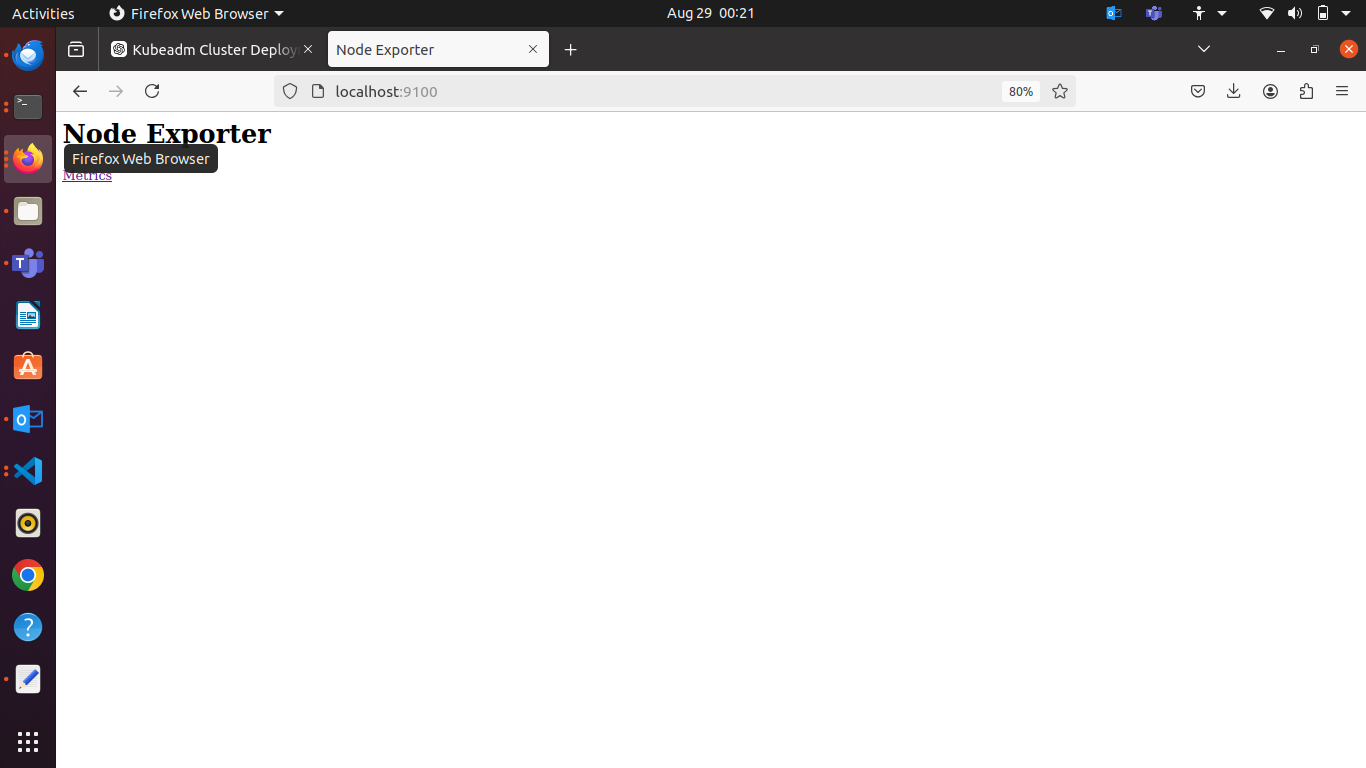 Activities
Firefox Web Browser
Aug 29 00:21
Kubeadm Cluster Deploy
Node Exporter
localhost:9100
80%
Node Exporter
Firefox Web Browser
Metrics